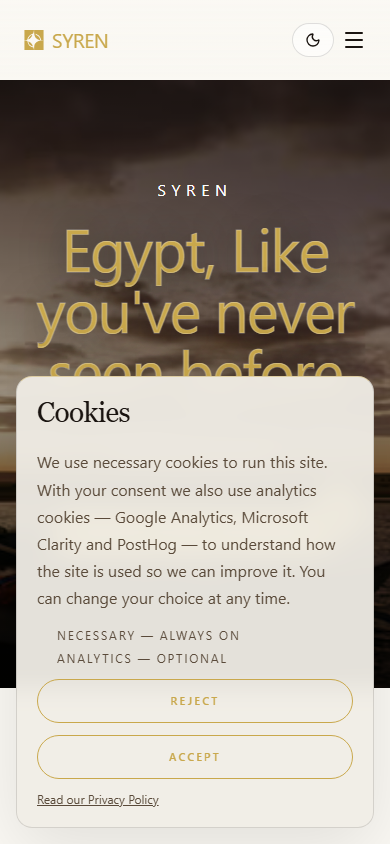 SYREN
SYREN
Egypt, Like
you've never
seen before
Cookies
We use necessary cookies to run this site.
With your consent we also use analytics
cookies — Google Analytics, Microsoft
Clarity and PostHog — to understand how
the site is used so we can improve it. You
can change your choice at any time.
NECESSARY — ALWAYS ON
ANALYTICS — OPTIONAL
REJECT
ACCEPT
Read our Privacy Policy